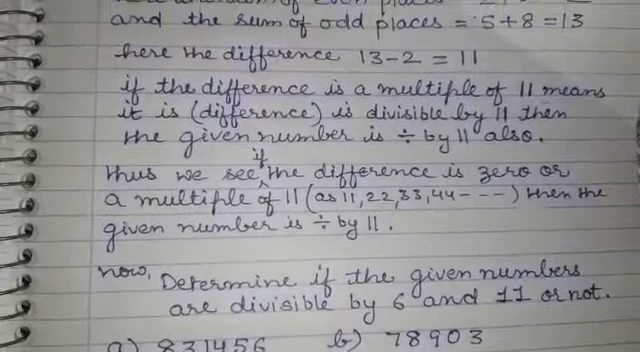 and the sum of odd places = 5+8 = 13
here the difference 13-2 = 11
if the difference is a multiple of 11 means
it is (difference) is divisible by 11 then
the given number is ÷ by 11 also.
thus we see if the difference is zero or
a multiple of 11 (as 11, 22, 33, 44 - - - -) then the
given number is ÷ by 11.
now, Determine if the given numbers
are divisible by 6 and 11 or not.
a) 831456 b) 78903